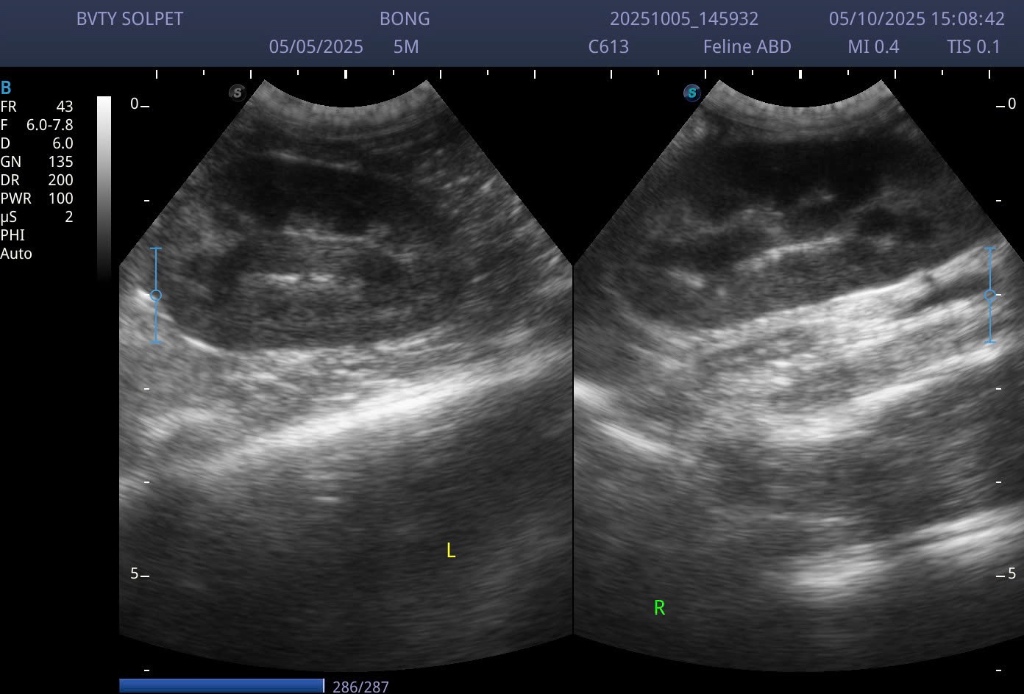 BVTY SOLPET BONG 20251005_145932 05/10/2025 15:08:42
05/05/2025 5M C613 Feline ABD MI 0.4 TIS 0.1
B
FR 43
F 6.0-7.8
D 6.0
GN 135
DR 200
PWR 100
µS 2
PHI
Auto
S
S
0
0
5
5
L
R
286/287